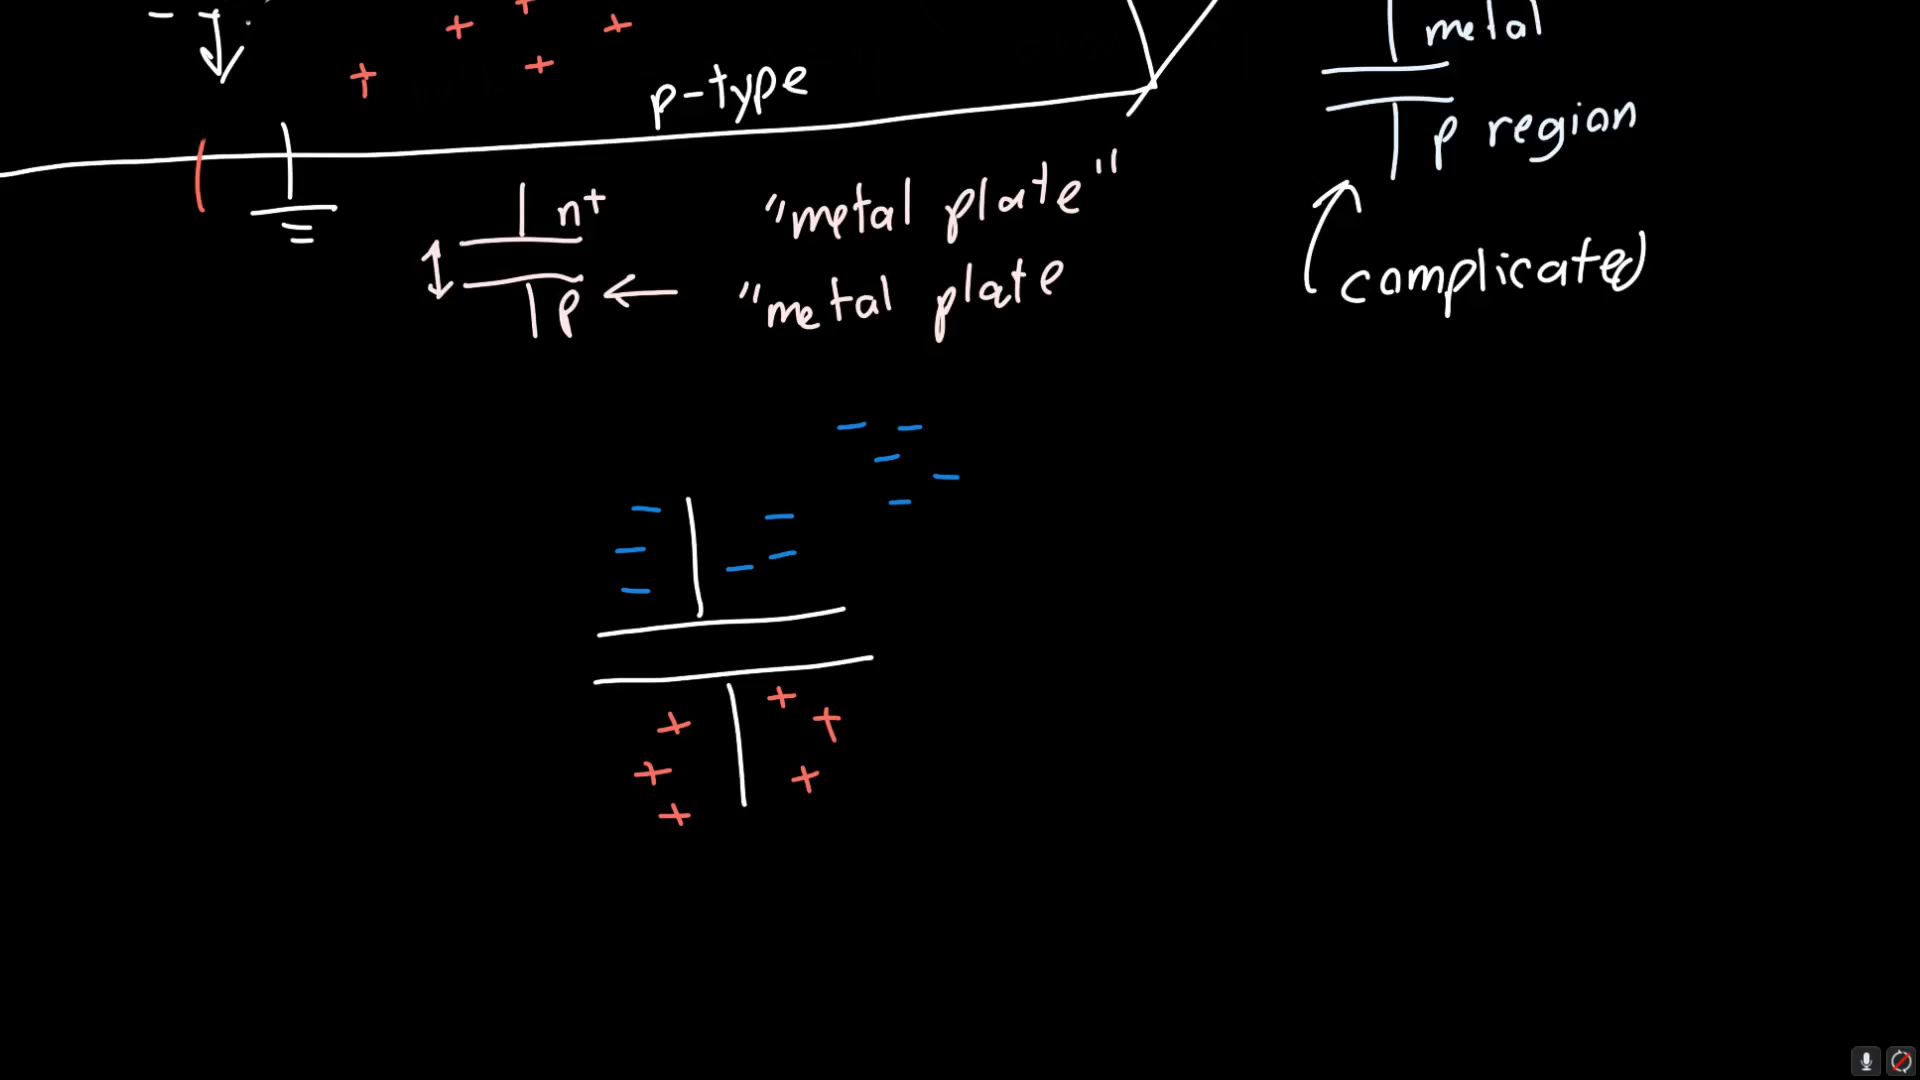 metal
p-type
p region
n+
"metal plate"
p
"metal plate
complicated